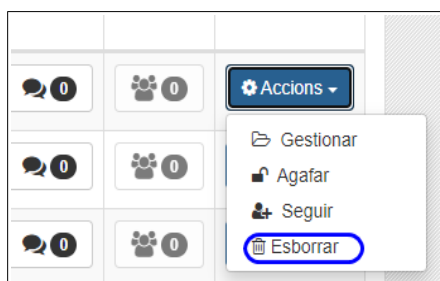 0 0 Accions
Gestionar
0 0 Agafar
Seguir
0 0 Esborrar